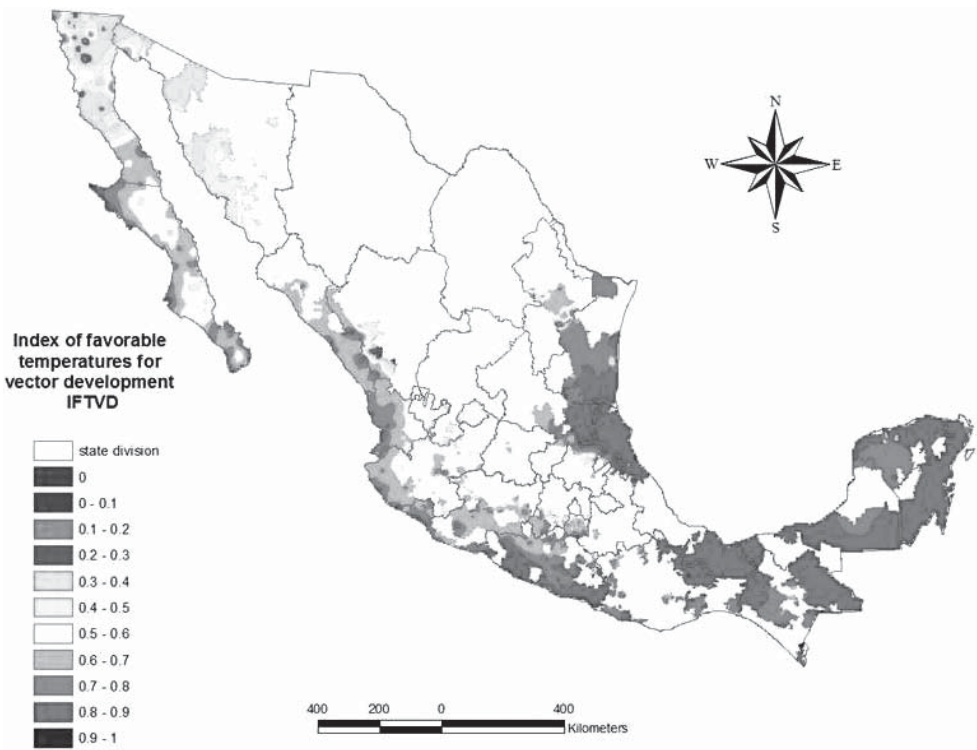 N
W E
S
Index of favorable
temperatures for
vector development
IFTVD
state division
0
0 - 0.1
0.1 - 0.2
0.2 - 0.3
0.3 - 0.4
0.4 - 0.5
0.5 - 0.6
0.6 - 0.7
0.7 - 0.8
0.8 - 0.9
0.9 - 1
400 200 0 400
Kilometers